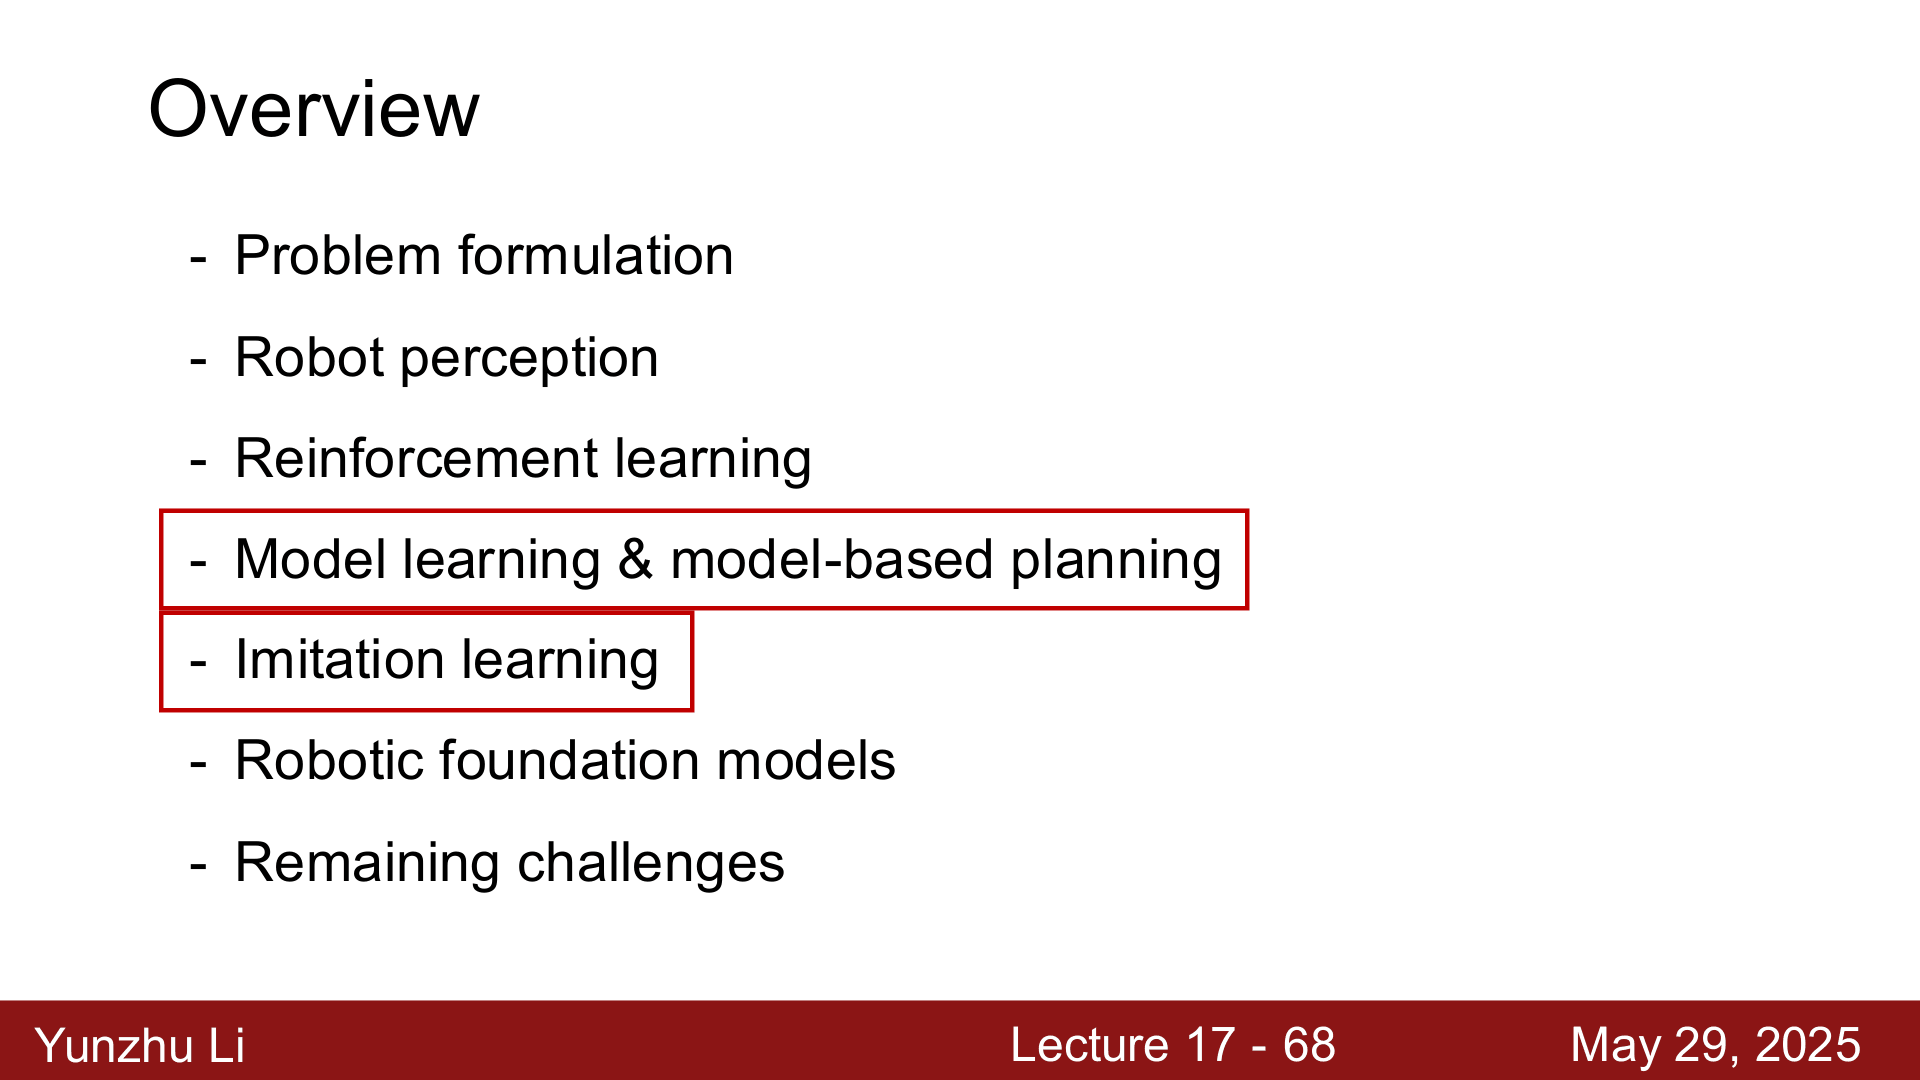 Overview
- Problem formulation
- Robot perception
- Reinforcement learning
- Model learning & model-based planning
- Imitation learning
- Robotic foundation models
- Remaining challenges
Yunzhu Li Lecture 17 - 68 May 29, 2025